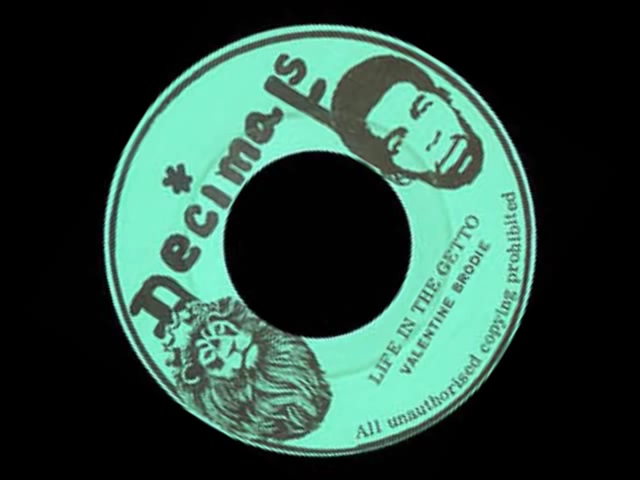 Decimals
LIFE IN THE GETTO
VALENTINE BRODIE
All unauthorised copying prohibited